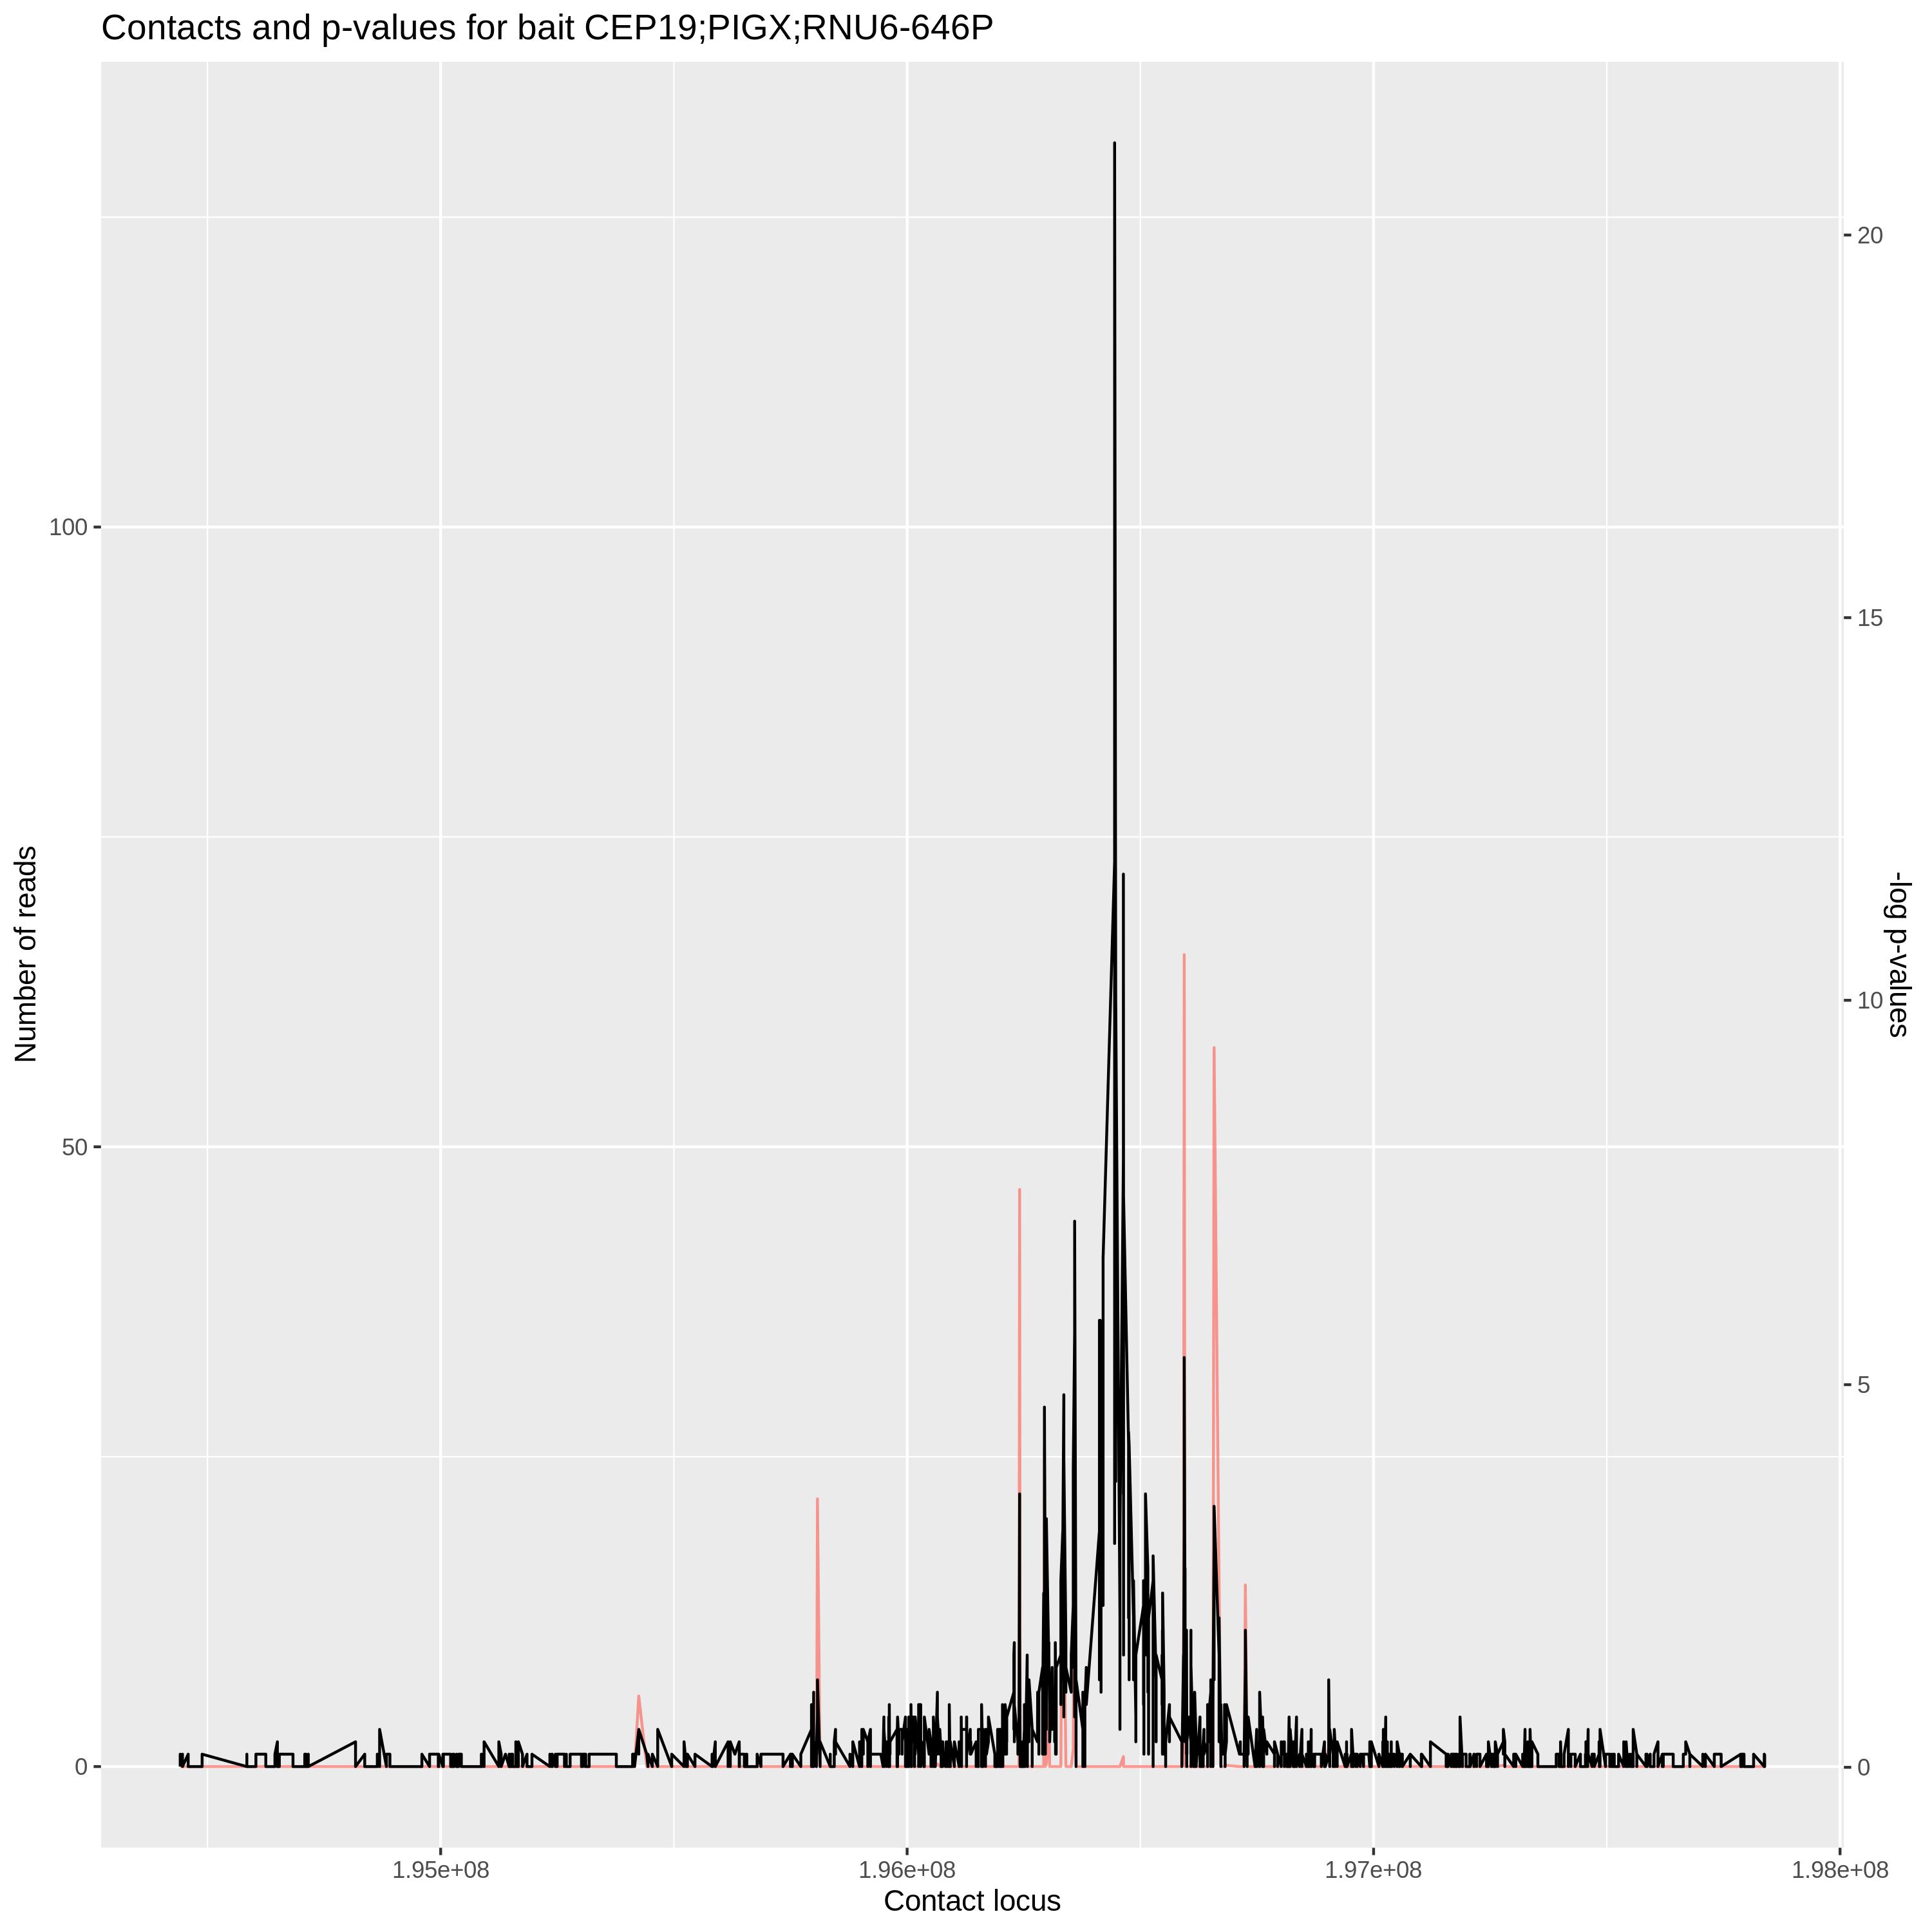 Contacts and p-values for bait CEP19;PIGX;RNU6-646P
Number of reads
100
50
0
20
15
10
5
0
-log p-values
1.95e+08
1.96e+08
1.97e+08
1.98e+08
Contact locus